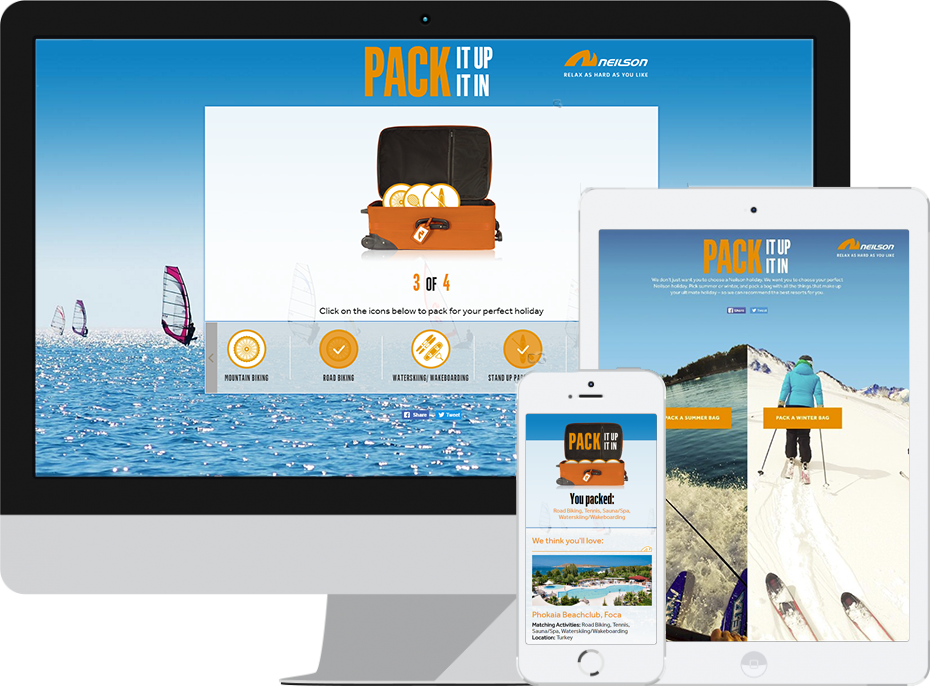 PACK IT UP
IT IN
NEILSON
RELAX AS HARD AS YOU LIKE
3 OF 4
Click on the icons below to pack for your perfect holiday
MOUNTAIN BIKING
ROAD BIKING
WATERSKIING/ WAKEBOARDING
STAND UP
Share
Tweet
PACK IT UP
IT IN
NEILSON
RELAX AS HARD AS YOU LIKE
We don't just want you to choose a Neilson holiday. We want you to choose your perfect
Neilson holiday. Pick summer or winter, and pack a bag with all the things that make up
your ultimate holiday – so we can recommend the best resorts for you.
Share
Tweet
PACK A SUMMER BAG
PACK A WINTER BAG
PACK IT UP
IT IN
You packed:
Road Biking, Tennis, Sauna/Spa,
Waterskiing/Wakeboarding
We think you'll love:
Phokaia Beachclub, Foca
Matching Activities: Road Biking, Tennis,
Sauna/Spa, Waterskiing/Wakeboarding
Location: Turkey